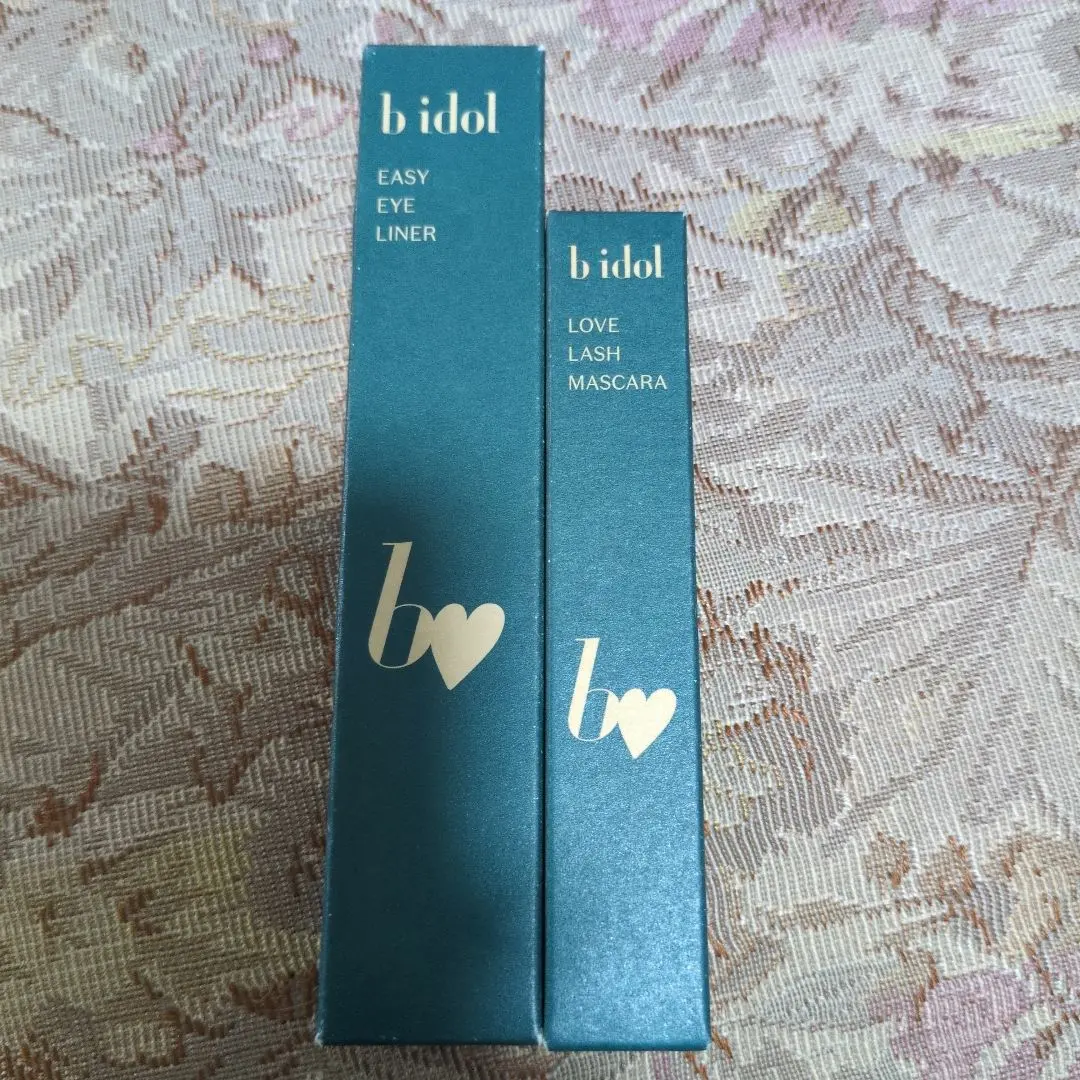 b idol
EASY
EYE
LINER
b
b idol
LOVE
LASH
MASCARA
b